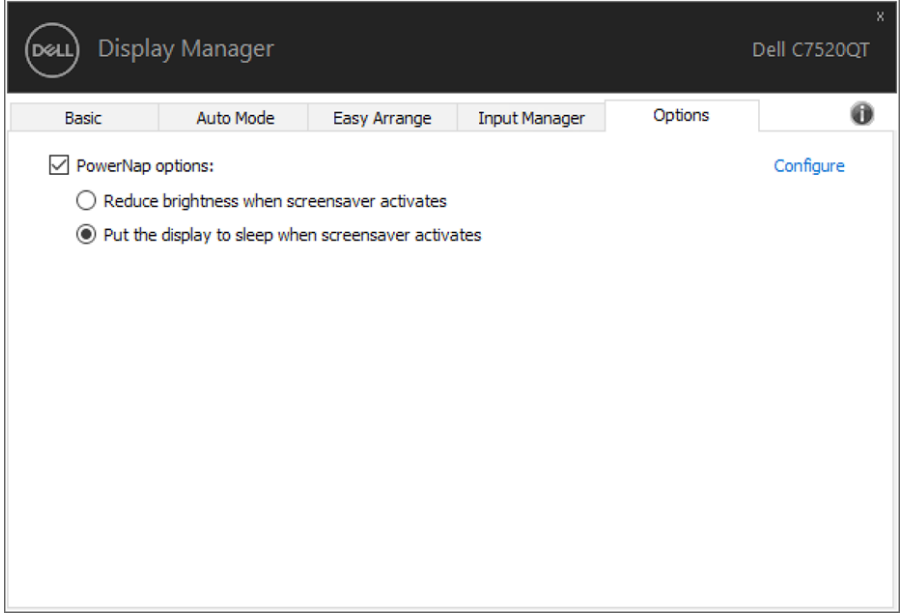 x
DELL
Display Manager
Dell C7520QT
Basic
Auto Mode
Easy Arrange
Input Manager
Options
i
PowerNap options:
Configure
Reduce brightness when screensaver activates
Put the display to sleep when screensaver activates